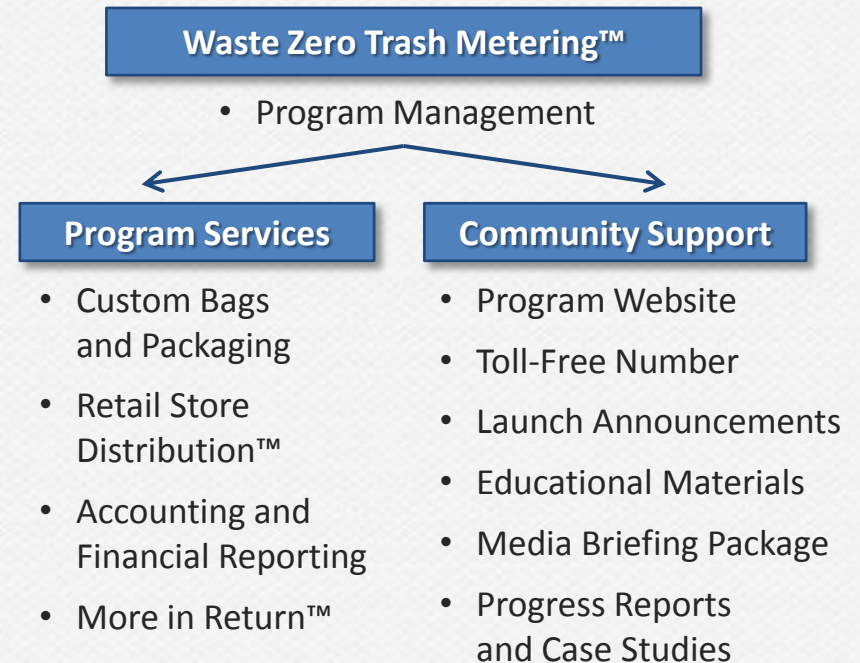 Waste Zero Trash Metering™
• Program Management
Program Services
• Custom Bags
and Packaging
• Retail Store
Distribution™
• Accounting and
Financial Reporting
• More in Return™
Community Support
• Program Website
• Toll-Free Number
• Launch Announcements
• Educational Materials
• Media Briefing Package
• Progress Reports
and Case Studies